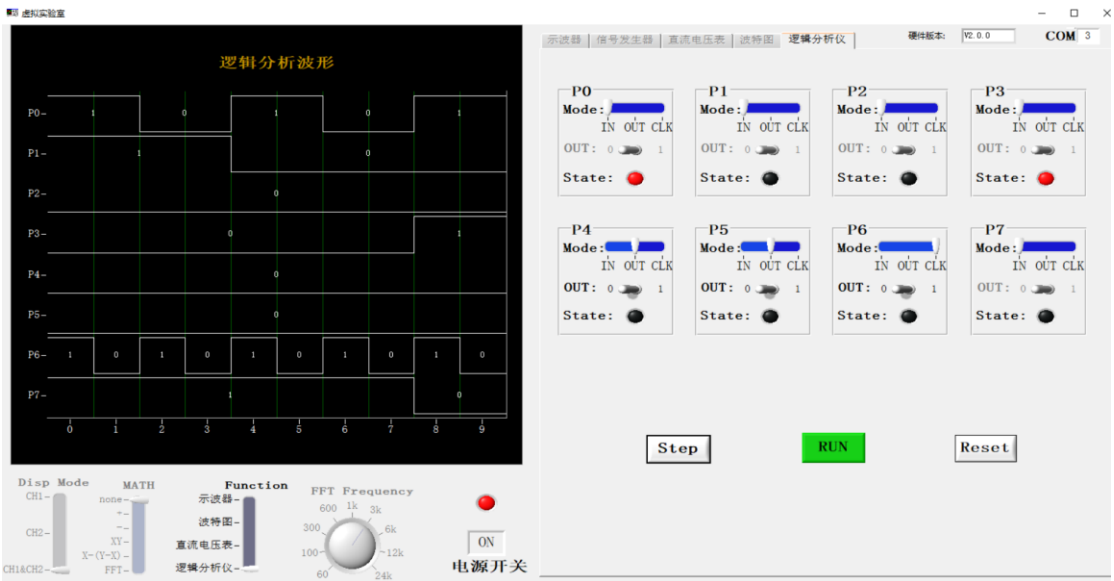 虚拟实验室
示波器 信号发生器 直流电压表 波特图 逻辑分析仪 硬件版本: V2.0.0 COM 3
逻辑分析波形
P0- 1 0 1 0 1
P1- 1 0
P2- 0
P3- 0 1
P4- 0
P5- 0
P6- 1 0 1 0 1 0 1 0 1 0
P7- 1 0
0 1 2 3 4 5 6 7 8 9
P0 P1 P2 P3
Mode: Mode: Mode: Mode:
IN OUT CLK IN OUT CLK IN OUT CLK IN OUT CLK
OUT: 0 1 OUT: 0 1 OUT: 0 1 OUT: 0 1
State: State: State: State:
P4 P5 P6 P7
Mode: Mode: Mode: Mode:
IN OUT CLK IN OUT CLK IN OUT CLK IN OUT CLK
OUT: 0 1 OUT: 0 1 OUT: 0 1 OUT: 0 1
State: State: State: State:
Step RUN Reset
Disp Mode
CH1-
CH2-
CH1&CH2-
MATH
none-
+-
--
XY-
X-(Y-X)-
FFT-
Function
示波器-
波特图-
直流电压表-
逻辑分析仪-
FFT Frequency
600 1k 3k
300 6k
100 12k
60 24k
ON
电源开关